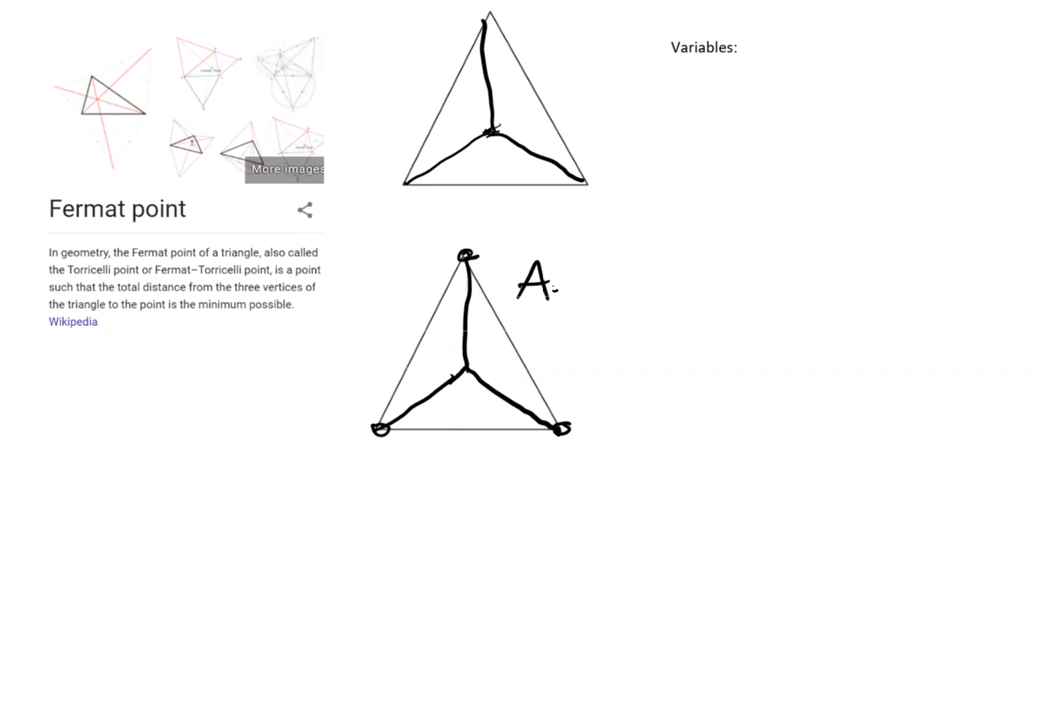 Variables:
More images
Fermat point
In geometry, the Fermat point of a triangle, also called
the Torricelli point or Fermat–Torricelli point, is a point
such that the total distance from the three vertices of
the triangle to the point is the minimum possible.
Wikipedia
A: